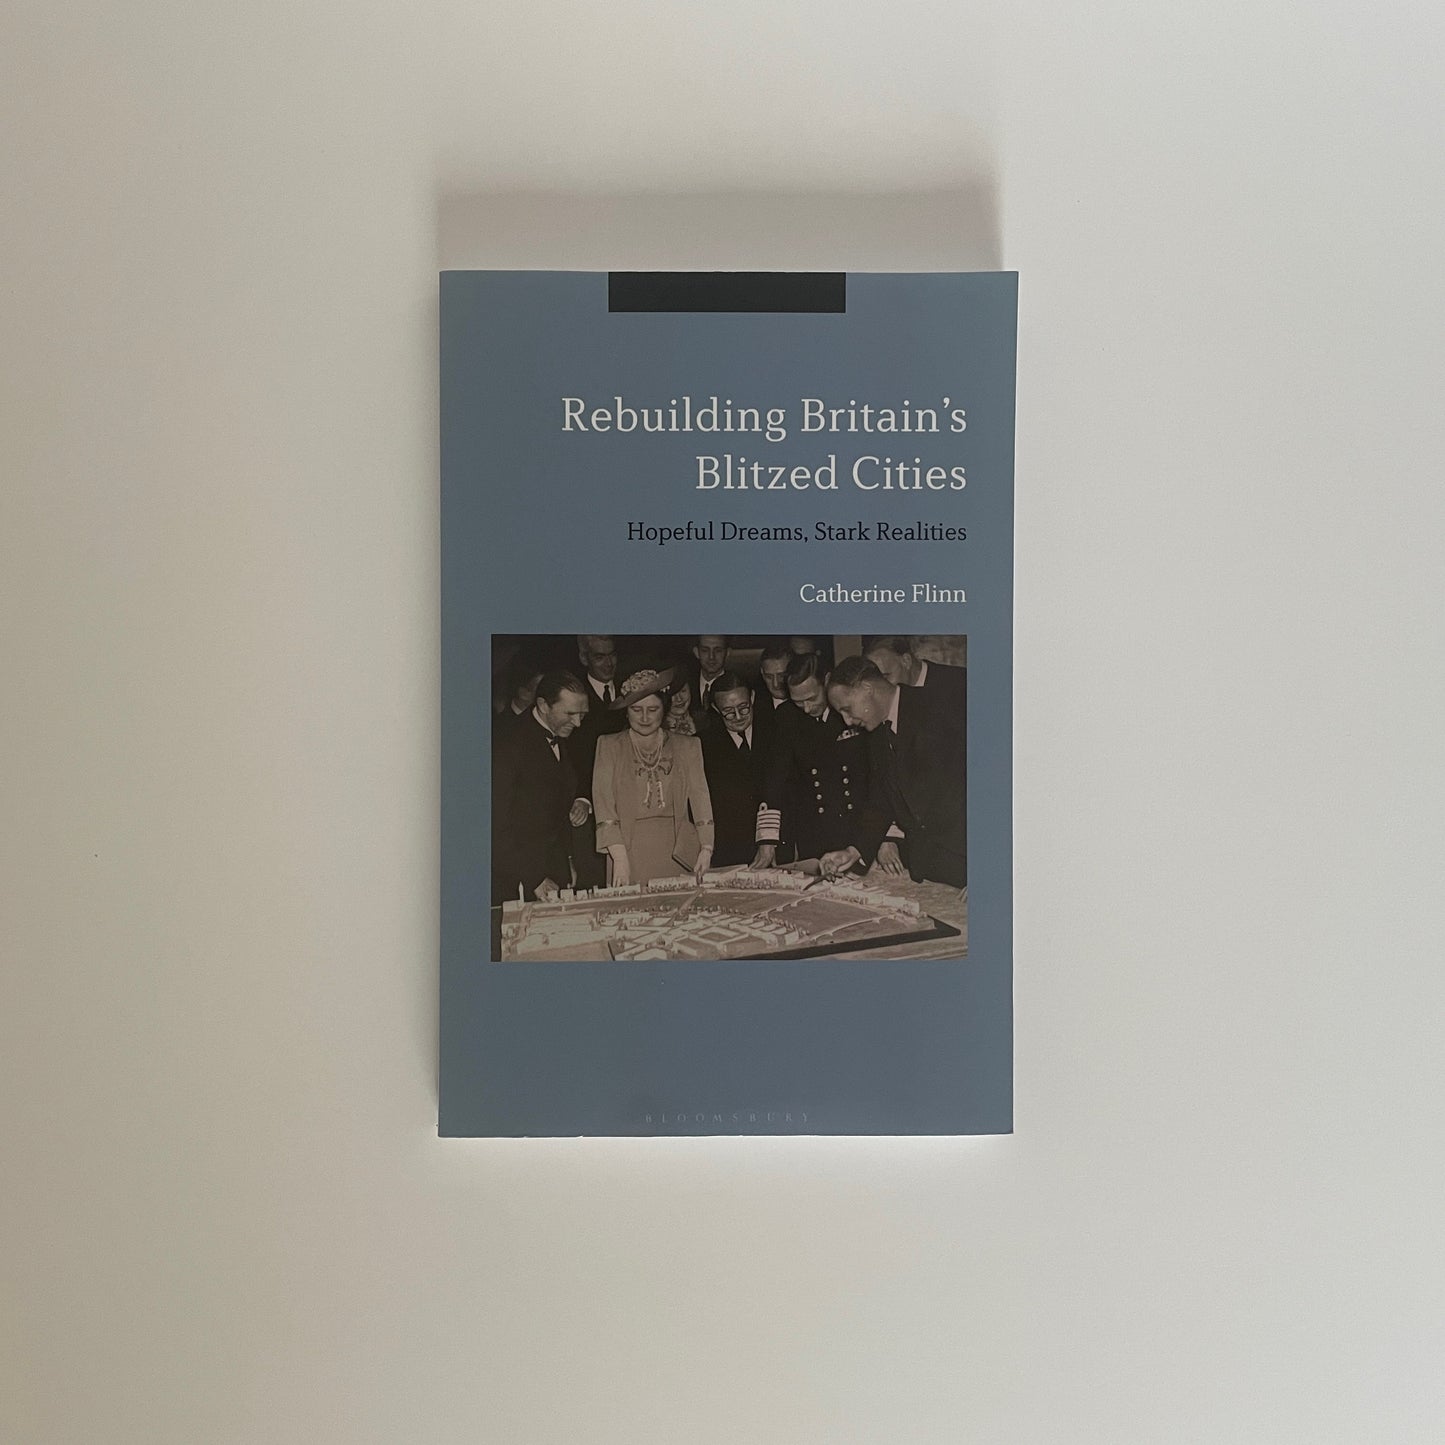 Rebuilding Britain’s
Blitzed Cities
Hopeful Dreams, Stark Realities
Catherine Flinn
BLOOMSBURY